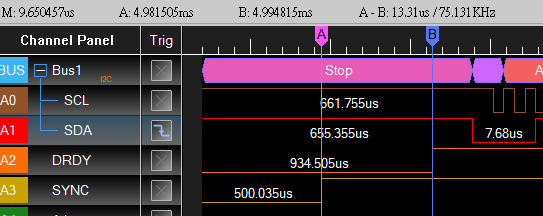 M: 9.650457us A: 4.981505ms B: 4.994815ms A - B: 13.31us / 75.131KHz
Channel Panel Trig A B
BUS Bus1 I2C Stop A
A0 SCL 661.755us
A1 SDA 655.355us 7.68us
A2 DRDY 934.505us
A3 SYNC 500.035us